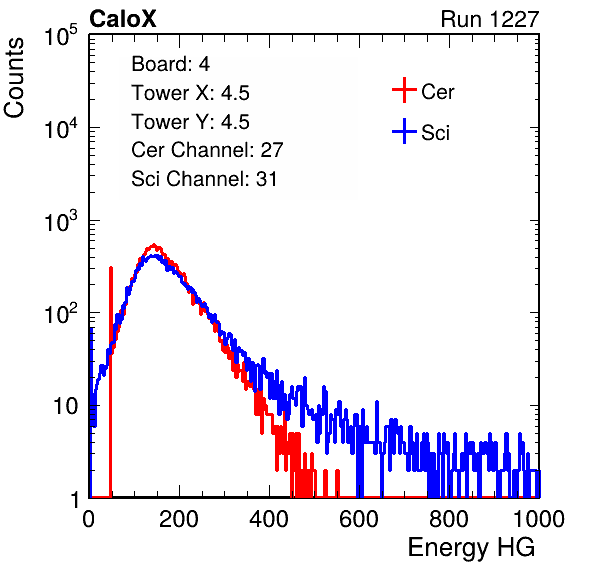 CaloX Run 1227
Counts
Board: 4
Tower X: 4.5
Tower Y: 4.5
Cer Channel: 27
Sci Channel: 31
Cer
Sci
10^5
10^4
10^3
10^2
10
1
0 200 400 600 800 1000
Energy HG